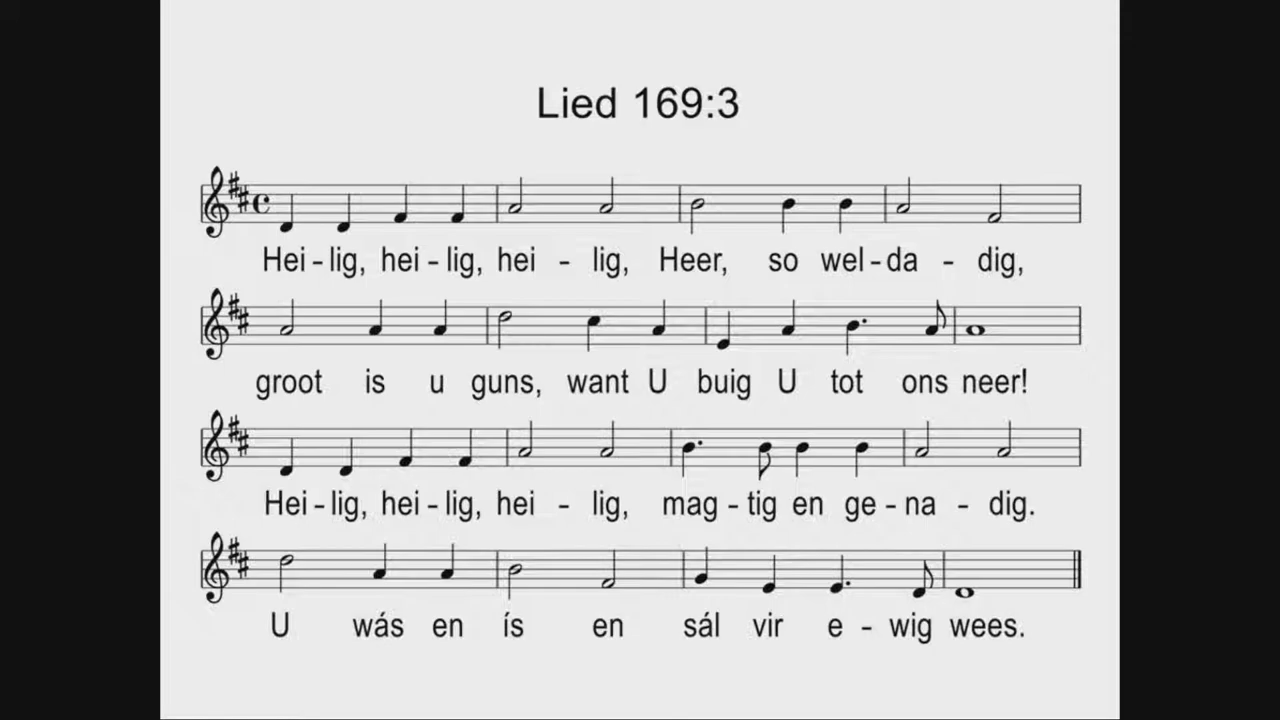 Lied 169:3
Hei - lig, hei - lig, hei - lig, Heer, so wel - da - dig,
groot is u guns, want U buig U tot ons neer!
Hei - lig, hei - lig, hei - lig, mag - tig en ge - na - dig.
U wás en ís en sál vir e - wig wees.